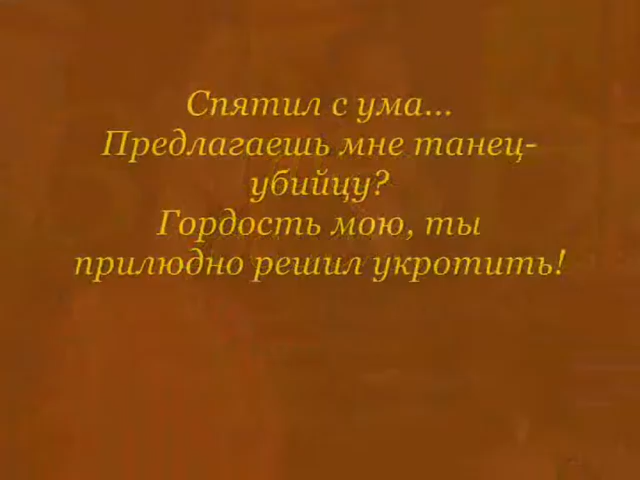 Спятил с ума...
Предлагаешь мне танец-
убийцу?
Гордость мою, ты
прилюдно решил укротить!